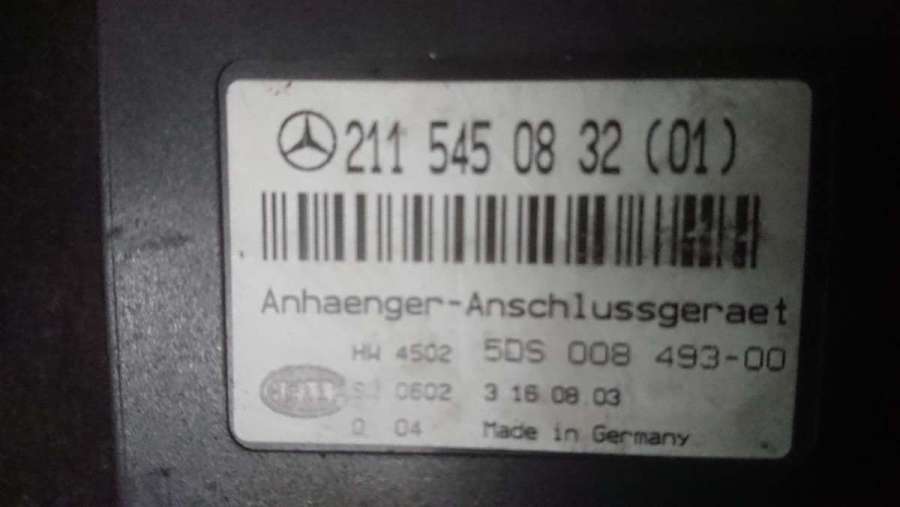 211 545 08 32 (01)
Anhaenger-Anschlussgeraet
HW 4502 5DS 008 493-00
0602 3 16.08.03
04 Made in Germany